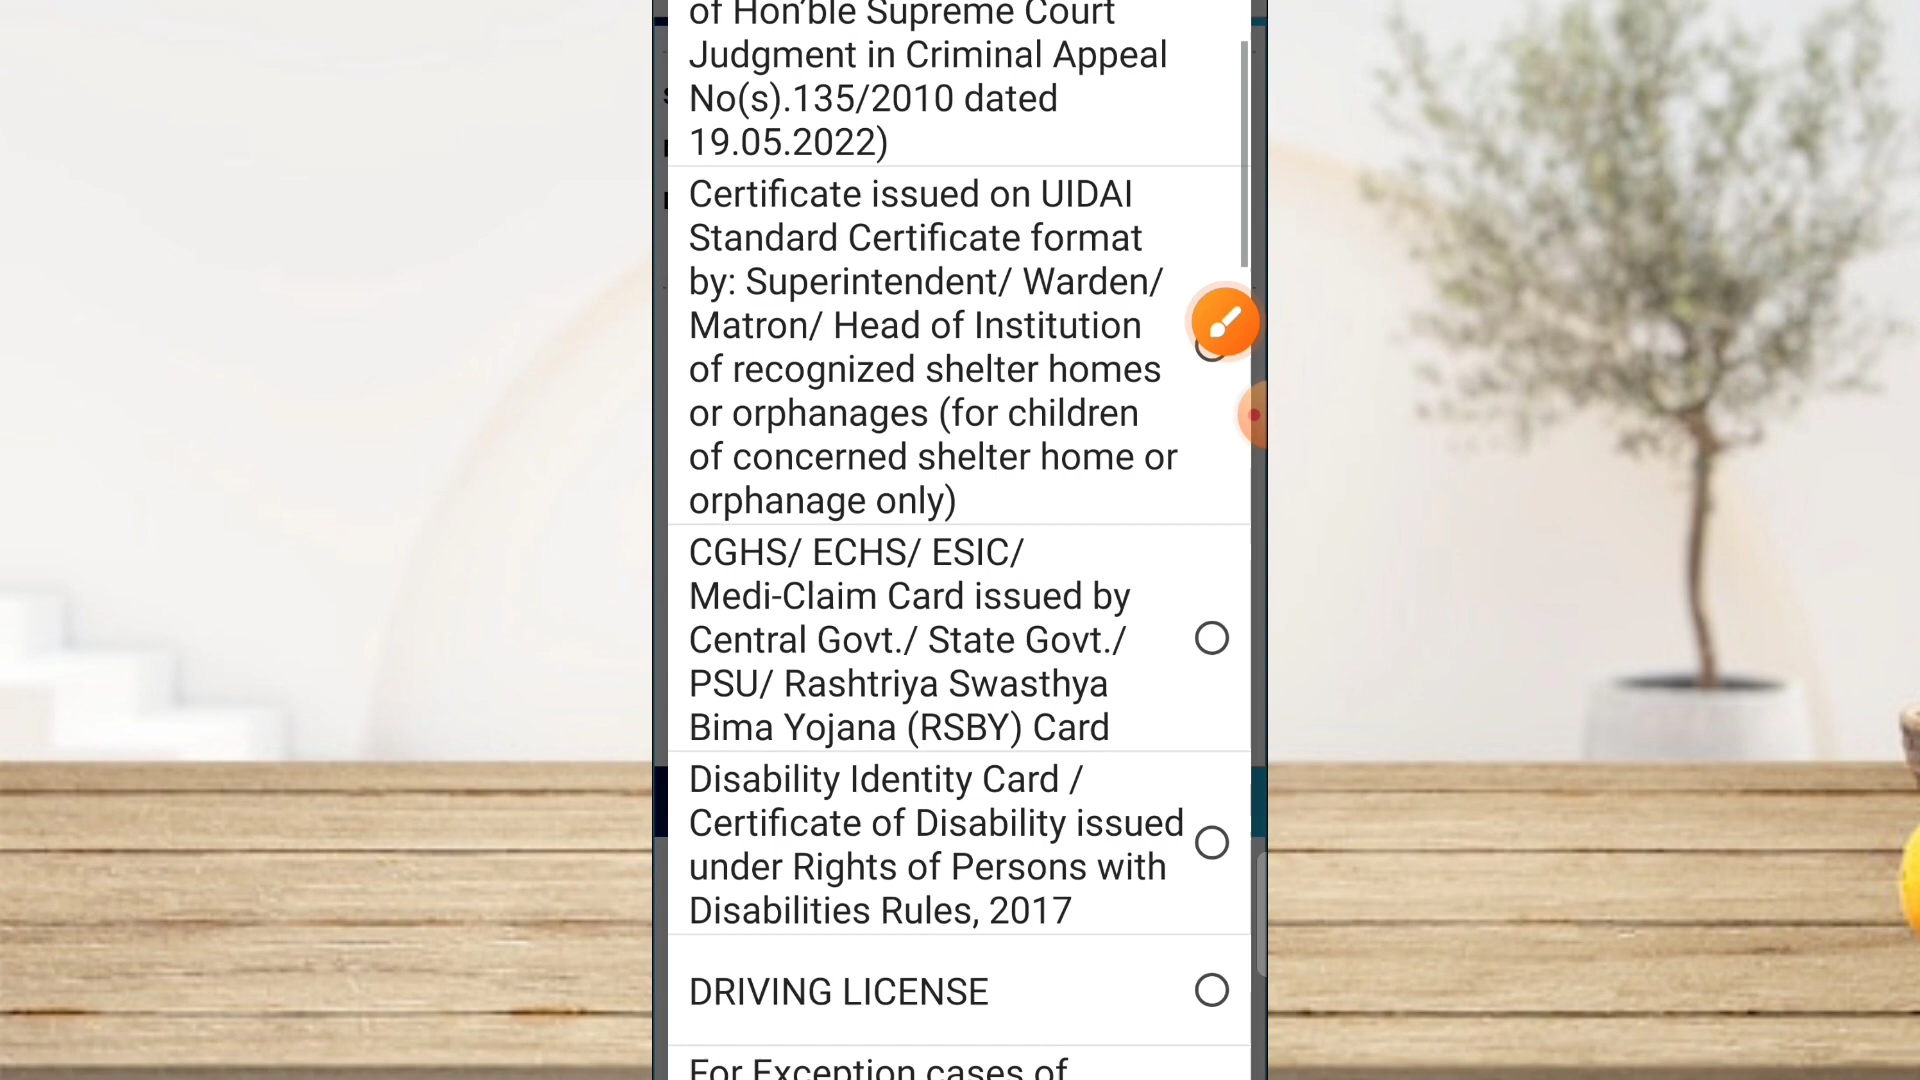 of Hon'ble Supreme Court
Judgment in Criminal Appeal
No(s).135/2010 dated
19.05.2022)
Certificate issued on UIDAI
Standard Certificate format
by: Superintendent/ Warden/
Matron/ Head of Institution
of recognized shelter homes
or orphanages (for children
of concerned shelter home or
orphanage only)
CGHS/ ECHS/ ESIC/
Medi-Claim Card issued by
Central Govt./ State Govt./
PSU/ Rashtriya Swasthya
Bima Yojana (RSBY) Card
Disability Identity Card /
Certificate of Disability issued
under Rights of Persons with
Disabilities Rules, 2017
DRIVING LICENSE
For Exception cases of